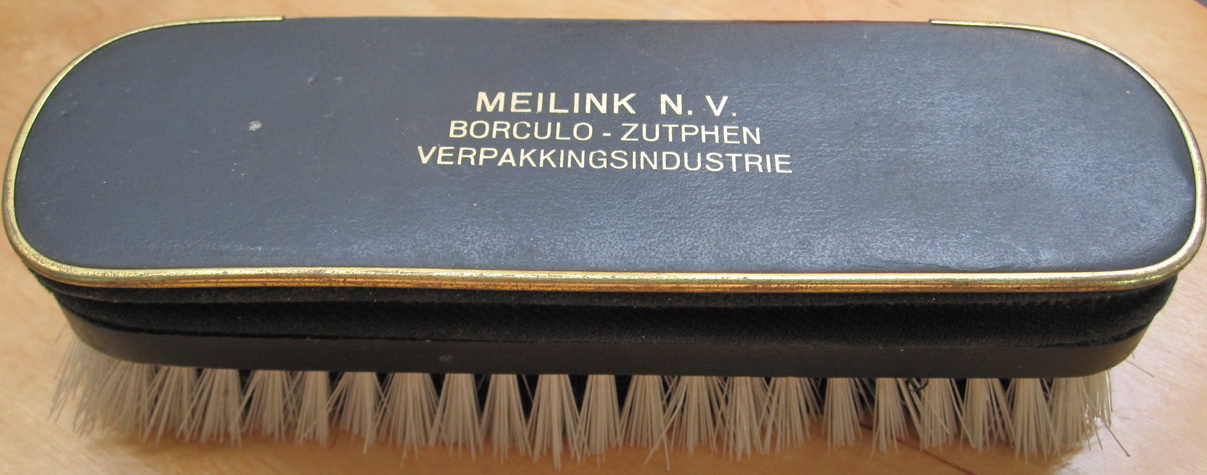 MEILINK N. V.
BORCULO - ZUTPHEN
VERPAKKINGSINDUSTRIE